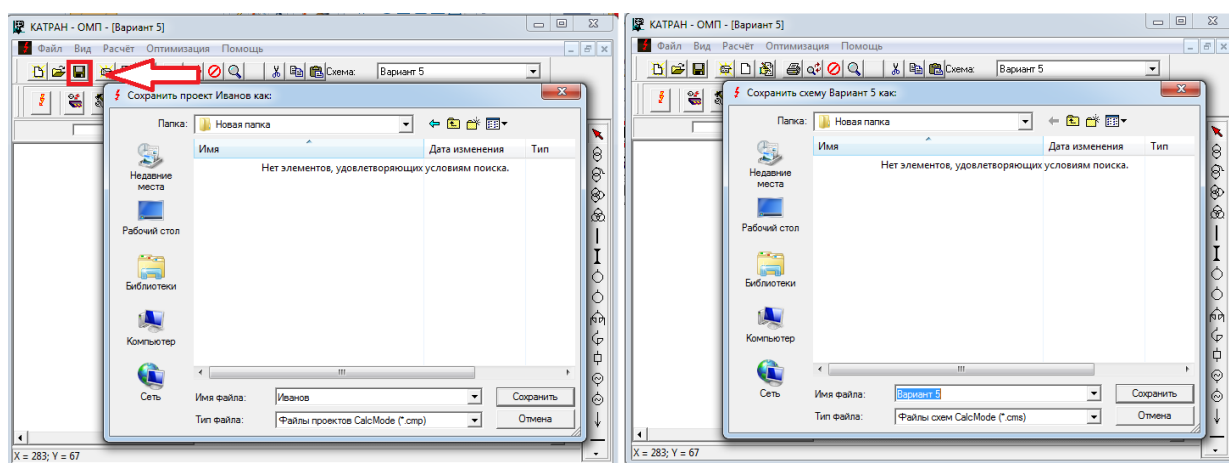 КАТРАН - ОМП - [Вариант 5]
Файл Вид Расчёт Оптимизация Помощь
Схема: Вариант 5
Сохранить проект Иванов как:
Папка: Новая папка
Имя Дата изменения Тип
Нет элементов, удовлетворяющих условиям поиска.
Недавние места
Рабочий стол
Библиотеки
Компьютер
Сеть
Имя файла: Иванов Сохранить
Тип файла: Файлы проектов CalcMode (*.cmp) Отмена
X = 283; Y = 67
КАТРАН - ОМП - [Вариант 5]
Файл Вид Расчёт Оптимизация Помощь
Схема: Вариант 5
Сохранить схему Вариант 5 как:
Папка: Новая папка
Имя Дата изменения Тип
Нет элементов, удовлетворяющих условиям поиска.
Недавние места
Рабочий стол
Библиотеки
Компьютер
Сеть
Имя файла: Вариант 5 Сохранить
Тип файла: Файлы схем CalcMode (*.cms) Отмена
X = 283; Y = 67